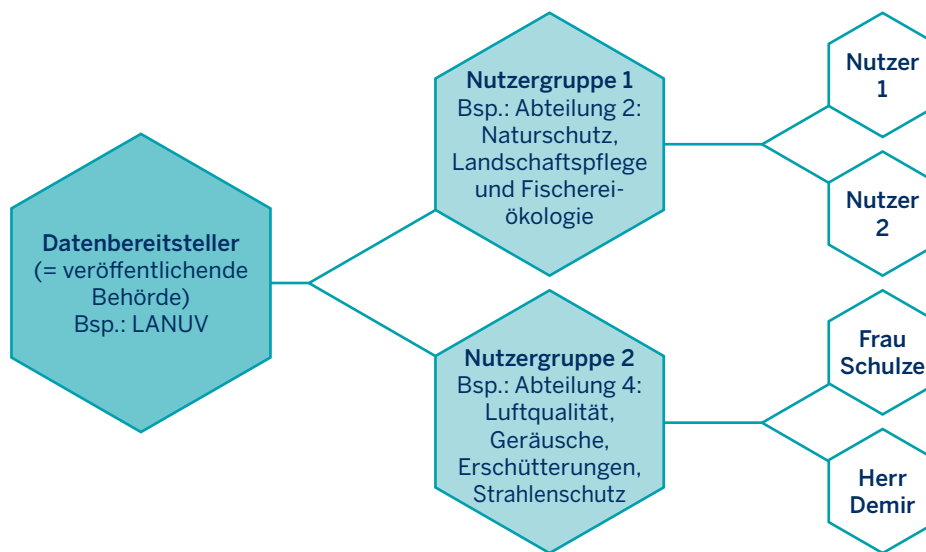 Datenbereitsteller
(= veröffentlichende
Behörde)
Bsp.: LANUV
Nutzergruppe 1
Bsp.: Abteilung 2:
Naturschutz,
Landschaftspflege
und Fischerei-
ökologie
Nutzer
1
Nutzer
2
Nutzergruppe 2
Bsp.: Abteilung 4:
Luftqualität,
Geräusche,
Erschütterungen,
Strahlenschutz
Frau
Schulze
Herr
Demir